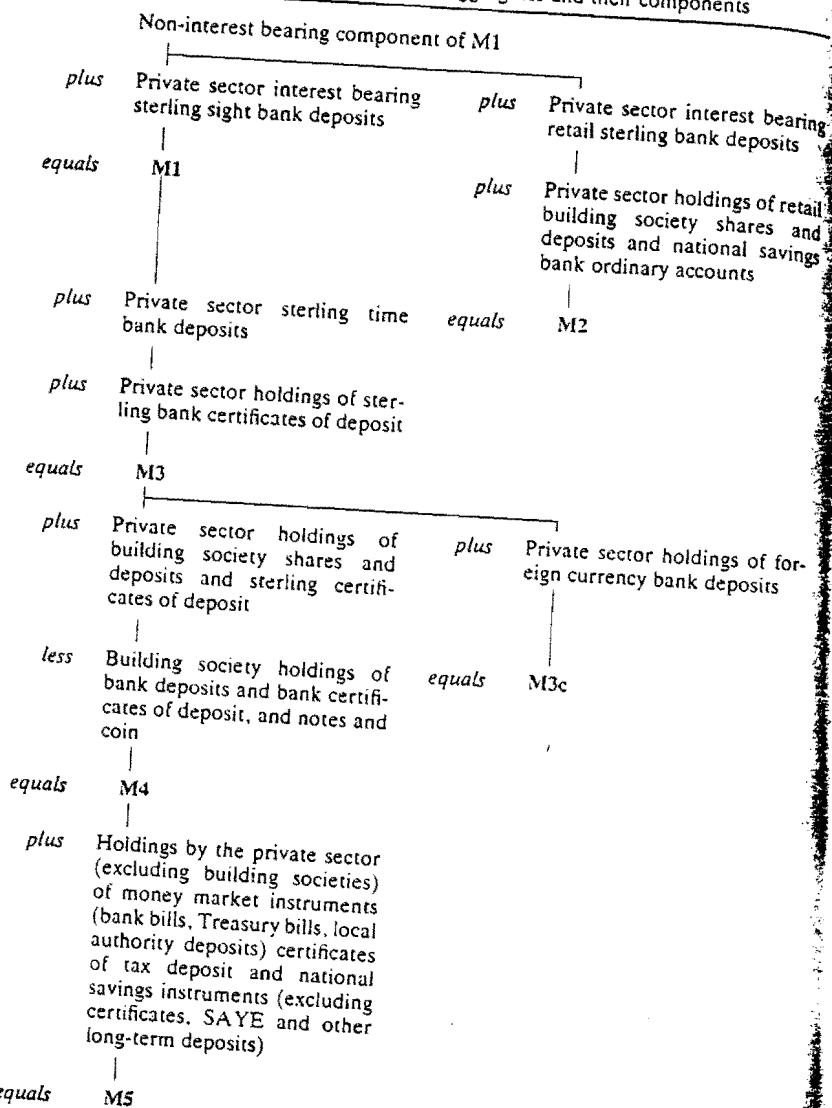 and their components
Non-interest bearing component of M1
plus Private sector interest bearing
sterling sight bank deposits
equals M1
plus Private sector interest bearing
retail sterling bank deposits
plus Private sector holdings of retail
building society shares and
deposits and national savings
bank ordinary accounts
equals M2
plus Private sector sterling time
bank deposits
plus Private sector holdings of ster-
ling bank certificates of deposit
equals M3
plus Private sector holdings of
building society shares and
deposits and sterling certifi-
cates of deposit
less Building society holdings of
bank deposits and bank certifi-
cates of deposit, and notes and
coin
equals M4
plus Private sector holdings of for-
eign currency bank deposits
equals M3c
plus Holdings by the private sector
(excluding building societies)
of money market instruments
(bank bills, Treasury bills, local
authority deposits) certificates
of tax deposit and national
savings instruments (excluding
certificates, SAYE and other
long-term deposits)
equals M5